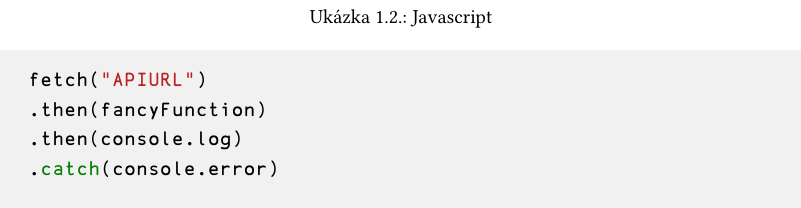 Ukázka 1.2.: Javascript
fetch("APIURL")
.then(fancyFunction)
.then(console.log)
.catch(console.error)